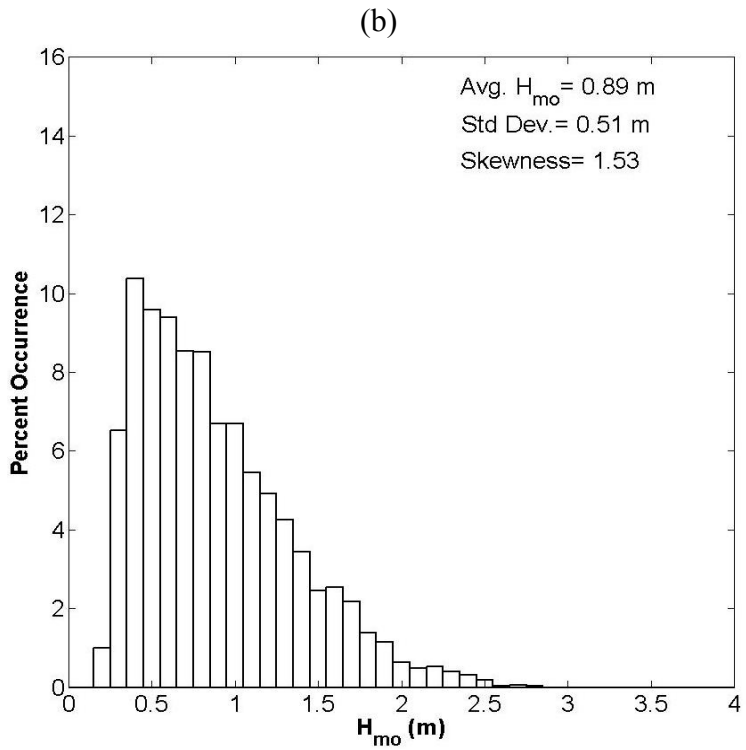 (b)
Avg. Hmo= 0.89 m
Std Dev.= 0.51 m
Skewness= 1.53
Percent Occurrence
16
14
12
10
8
6
4
2
0
0 0.5 1 1.5 2 2.5 3 3.5 4
Hmo (m)